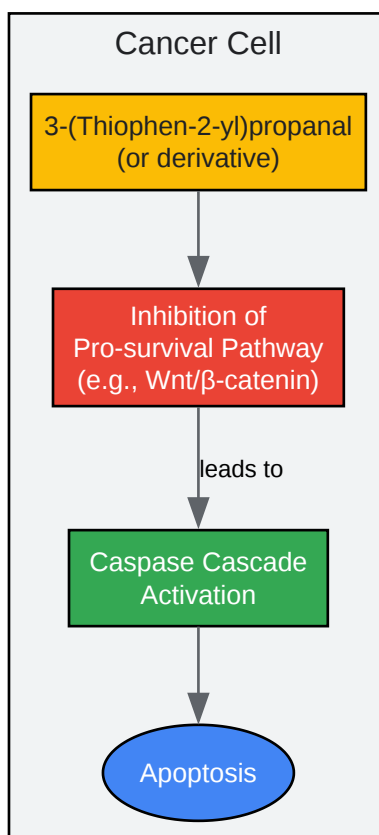 Cancer Cell
3-(Thiophen-2-yl)propanal
(or derivative)
Inhibition of
Pro-survival Pathway
(e.g., Wnt/β-catenin)
leads to
Caspase Cascade
Activation
Apoptosis